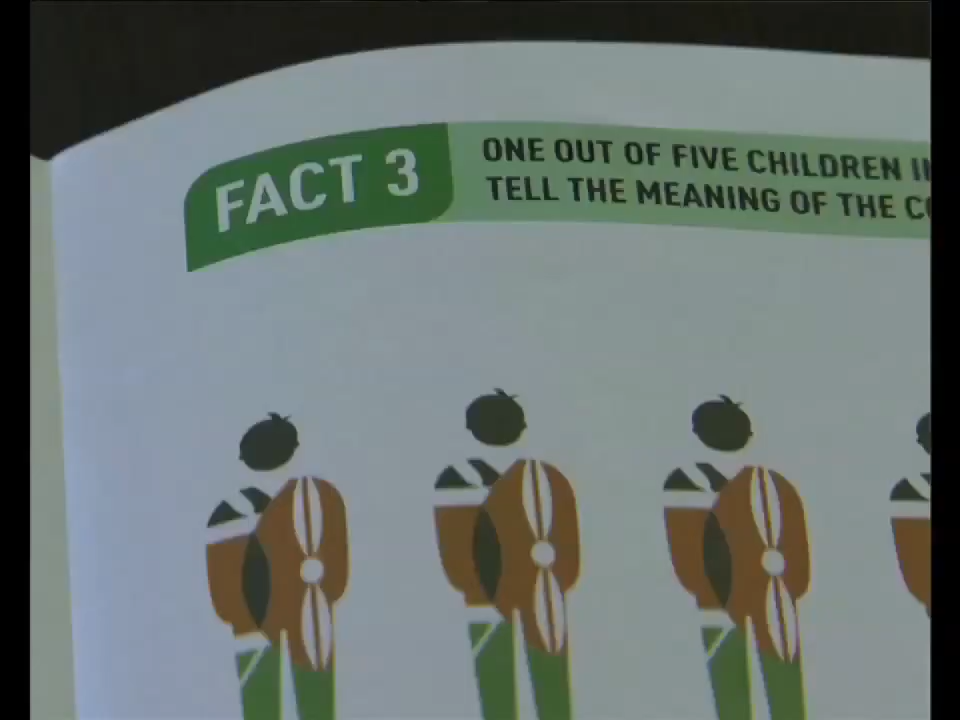 FACT 3
ONE OUT OF FIVE CHILDREN
TELL THE MEANING OF THE